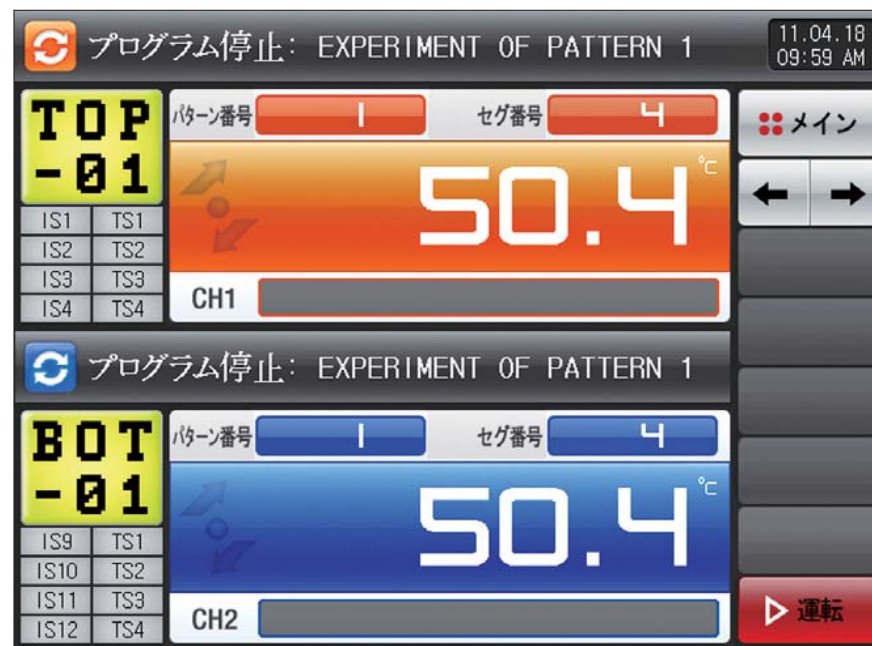 プログラム停止: EXPERIMENT OF PATTERN 1
11.04.18
09:59 AM
TOP
-01
パターン番号 1 セグ番号 4
メイン
50.4 ℃
IS1 TS1
IS2 TS2
IS3 TS3
IS4 TS4
CH1
プログラム停止: EXPERIMENT OF PATTERN 1
BOT
-01
パターン番号 1 セグ番号 4
50.4 ℃
IS9 TS1
IS10 TS2
IS11 TS3
IS12 TS4
CH2
運転